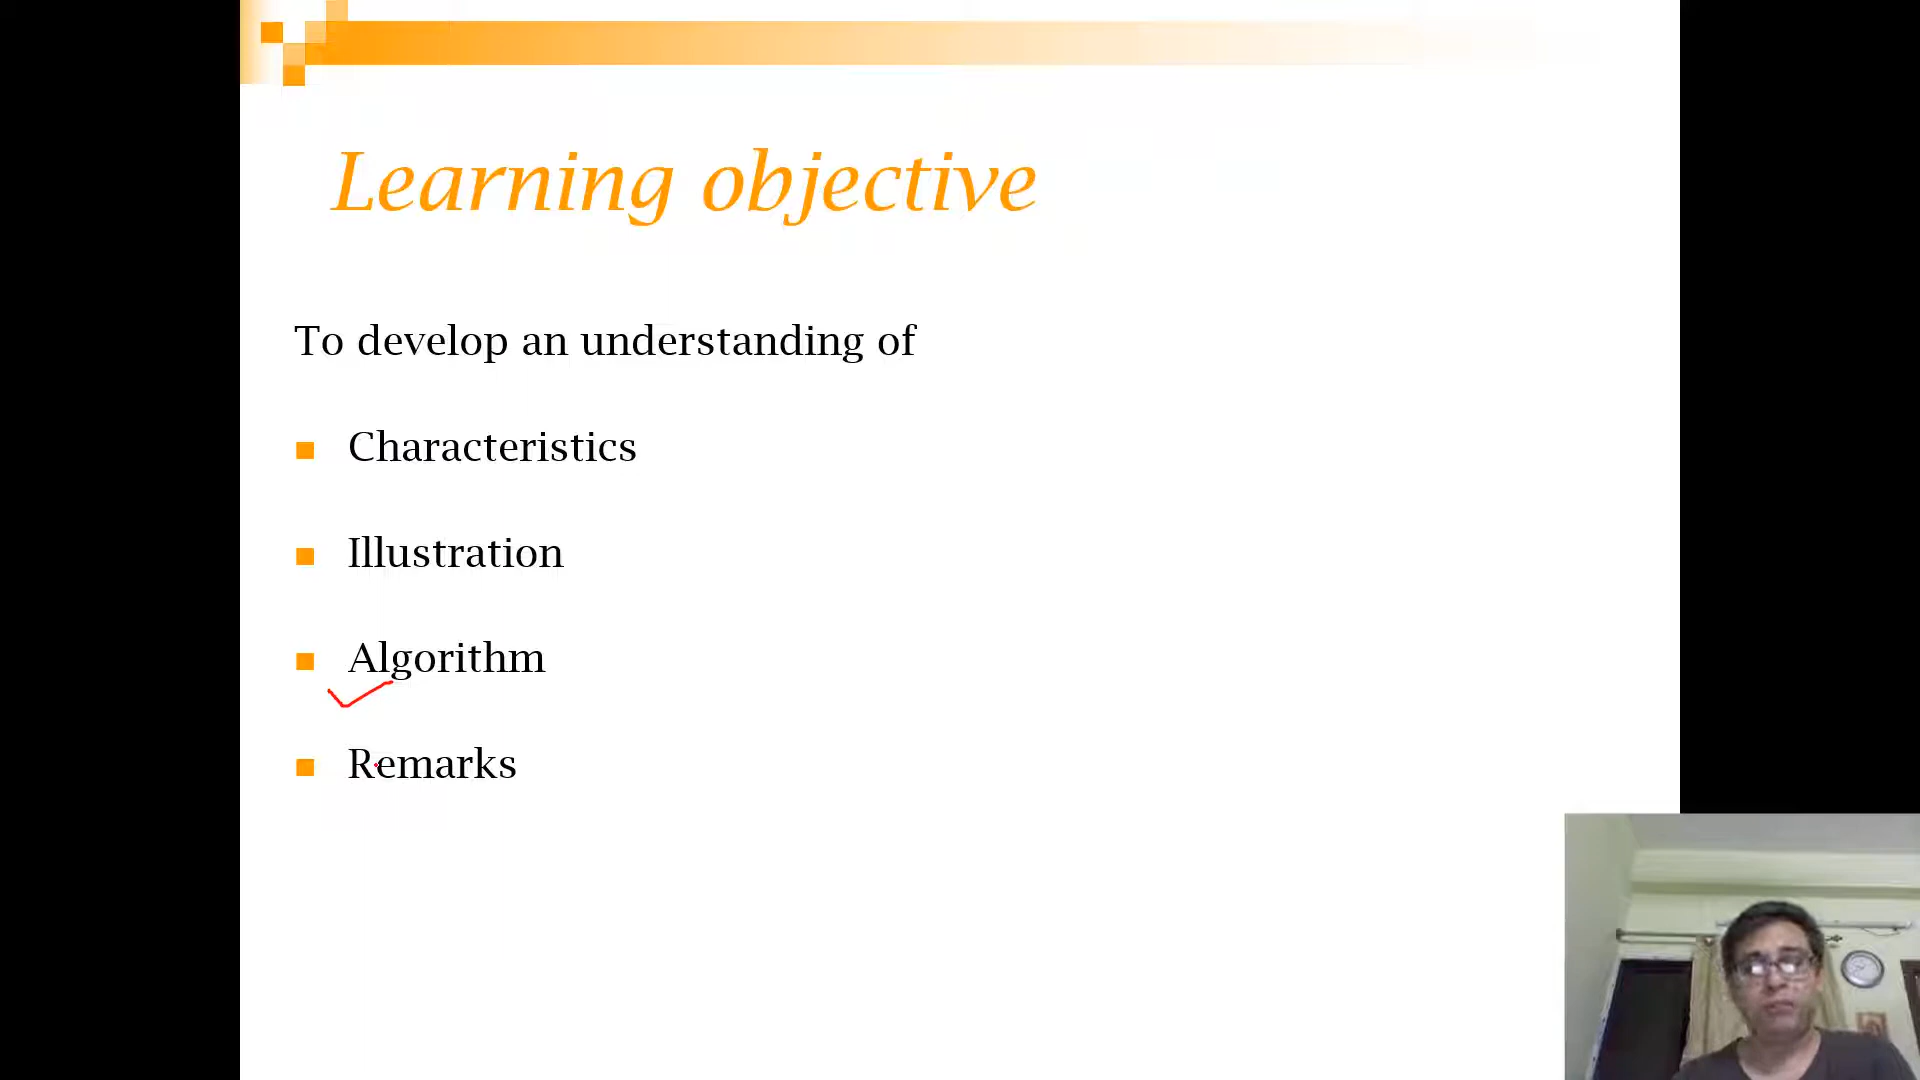 Learning objective
To develop an understanding of
Characteristics
Illustration
Algorithm
Remarks